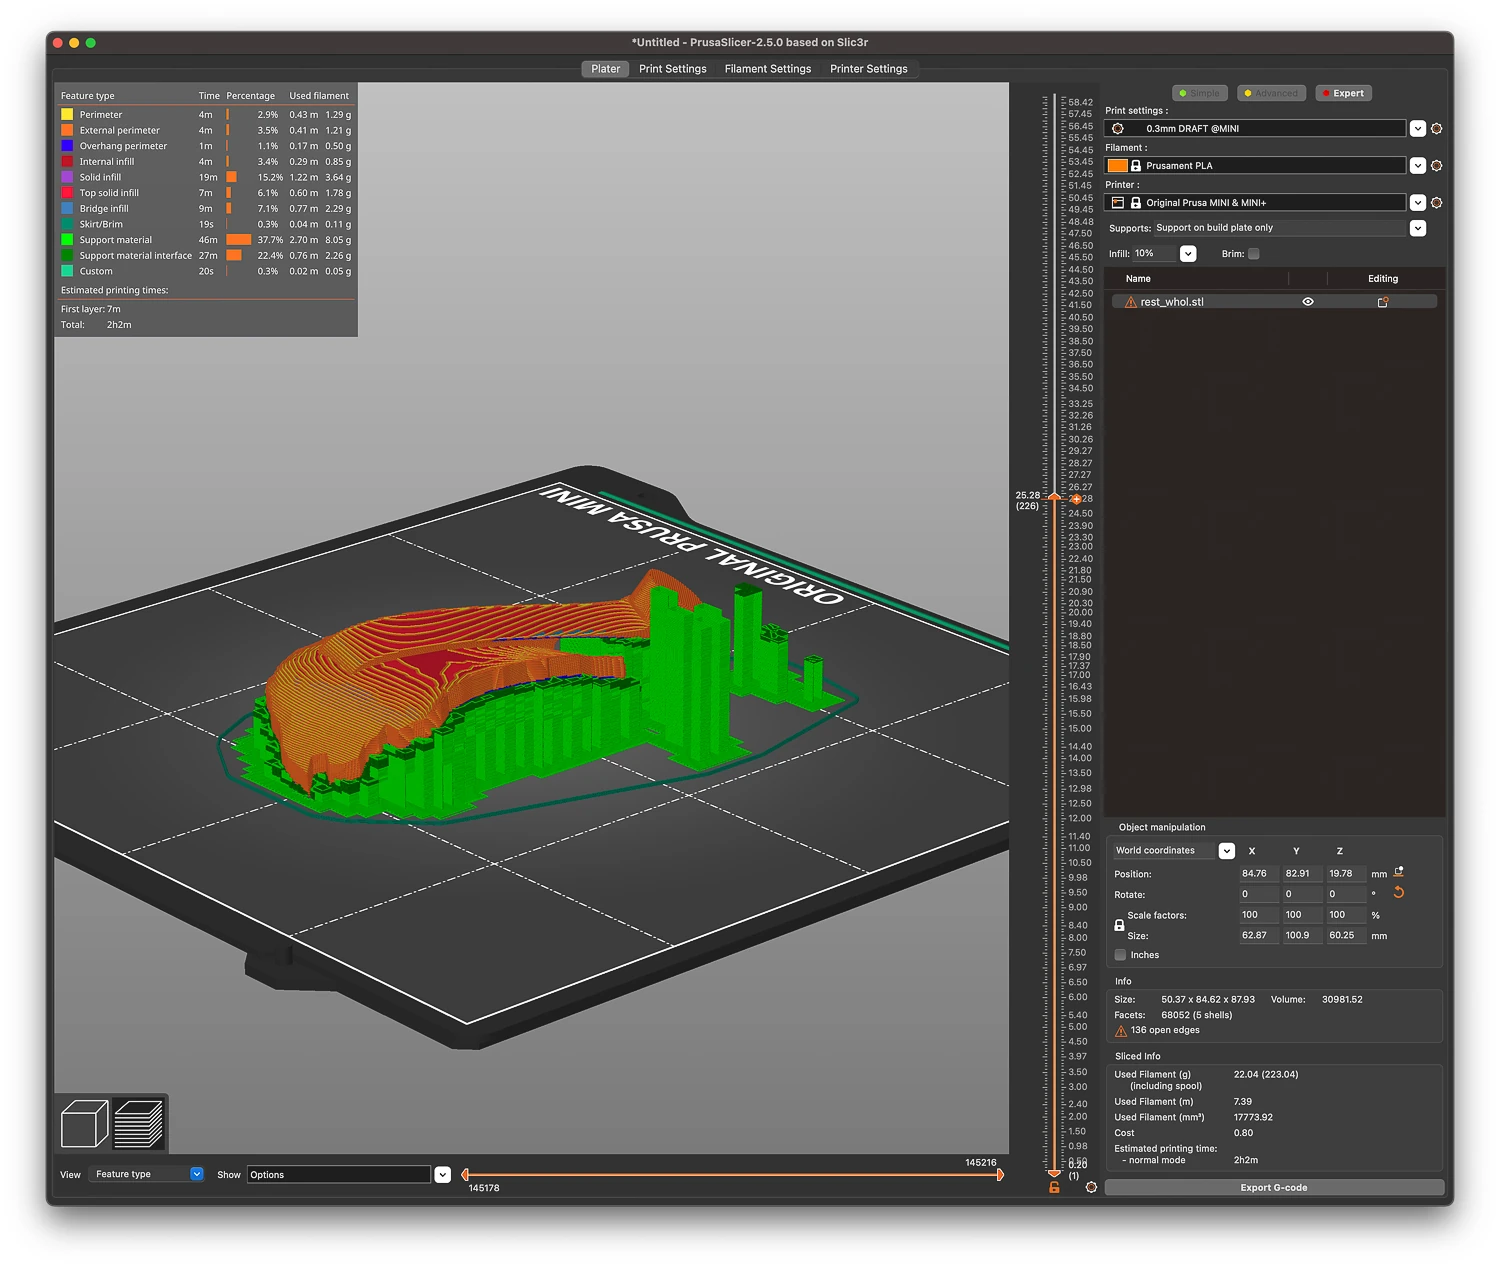 *Untitled - PrusaSlicer-2.5.0 based on Slic3r
Plater Print Settings Filament Settings Printer Settings
Feature type Time Percentage Used filament
Perimeter 4m 2.9% 0.43 m 1.29 g
External perimeter 4m 3.5% 0.41 m 1.21 g
Overhang perimeter 1m 1.1% 0.17 m 0.50 g
Internal infill 4m 3.4% 0.29 m 0.85 g
Solid infill 19m 15.2% 1.22 m 3.64 g
Top solid infill 7m 6.1% 0.60 m 1.78 g
Bridge infill 9m 7.1% 0.77 m 2.29 g
Skirt/Brim 19s 0.3% 0.04 m 0.11 g
Support material 46m 37.7% 2.70 m 8.05 g
Support material interface 27m 22.4% 0.76 m 2.26 g
Custom 20s 0.3% 0.02 m 0.05 g
Estimated printing times:
First layer: 7m
Total: 2h2m
ORIGINAL PRUSA MINI
58.42
57.45
56.45
55.45
54.45
53.45
52.45
51.45
50.45
49.45
48.48
47.50
46.50
45.50
44.50
43.50
42.50
41.50
40.50
39.50
38.50
37.50
36.50
35.50
34.50
33.25
32.26
31.26
30.26
29.27
28.27
27.27
26.27
25.28
(226)
24.50
23.90
23.30
23.00
22.40
21.80
21.50
20.90
20.30
20.00
19.40
18.80
18.50
17.90
17.37
17.00
16.43
15.98
15.50
15.00
14.40
14.00
13.50
12.98
12.50
12.00
11.40
11.00
10.50
9.98
9.50
9.00
8.40
8.00
7.50
6.97
6.50
6.00
5.40
5.00
4.50
3.97
3.50
3.00
2.40
2.00
1.50
0.98
0.20
(1)
Simple Advanced Expert
Print settings :
0.3mm DRAFT @MINI
Filament :
Prusament PLA
Printer :
Original Prusa MINI & MINI+
Supports: Support on build plate only
Infill: 10% Brim:
Name Editing
rest_whol.stl
Object manipulation
World coordinates X Y Z
Position: 84.76 82.91 19.78 mm
Rotate: 0 0 0 °
Scale factors: 100 100 100 %
Size: 62.87 100.9 60.25 mm
Inches
Info
Size: 50.37 x 84.62 x 87.93 Volume: 30981.52
Facets: 68052 (5 shells)
136 open edges
Sliced Info
Used Filament (g) 22.04 (223.04)
(including spool)
Used Filament (m) 7.39
Used Filament (mm³) 17773.92
Cost 0.80
Estimated printing time:
- normal mode 2h2m
Export G-code
View Feature type Show Options
145216
145178